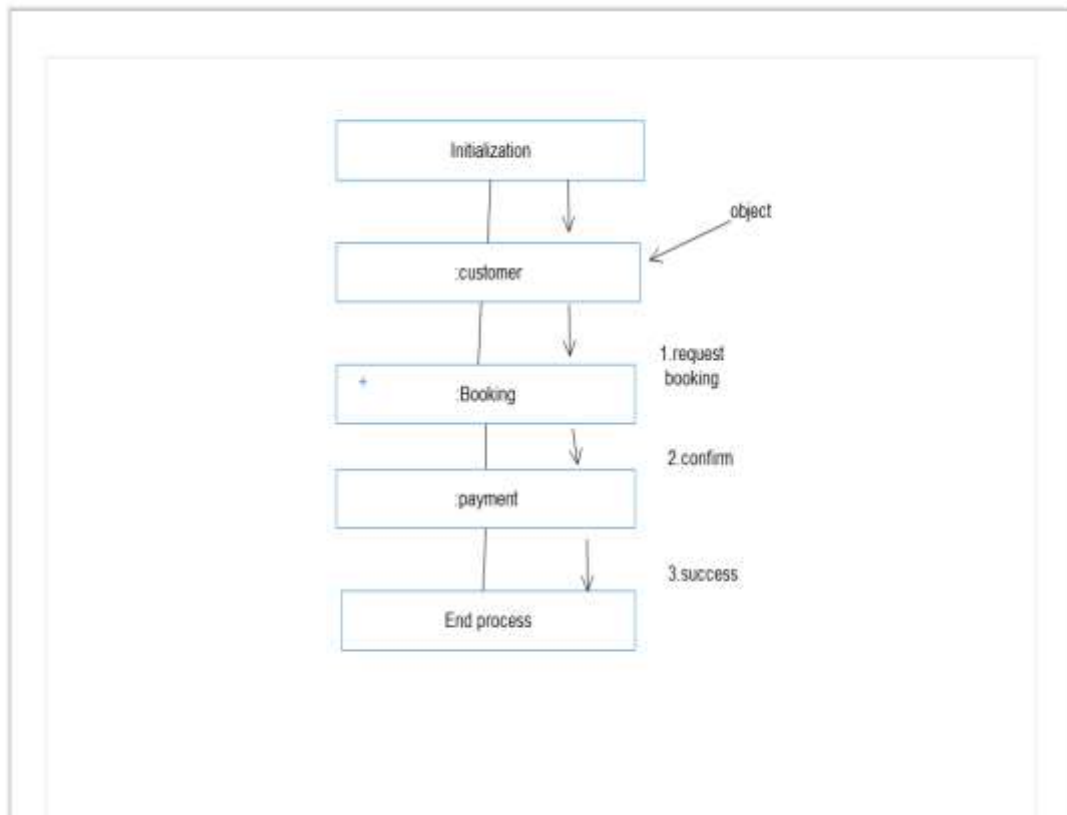 Initialization
object
:customer
1.request
booking
:Booking
2.confirm
:payment
3.success
End process